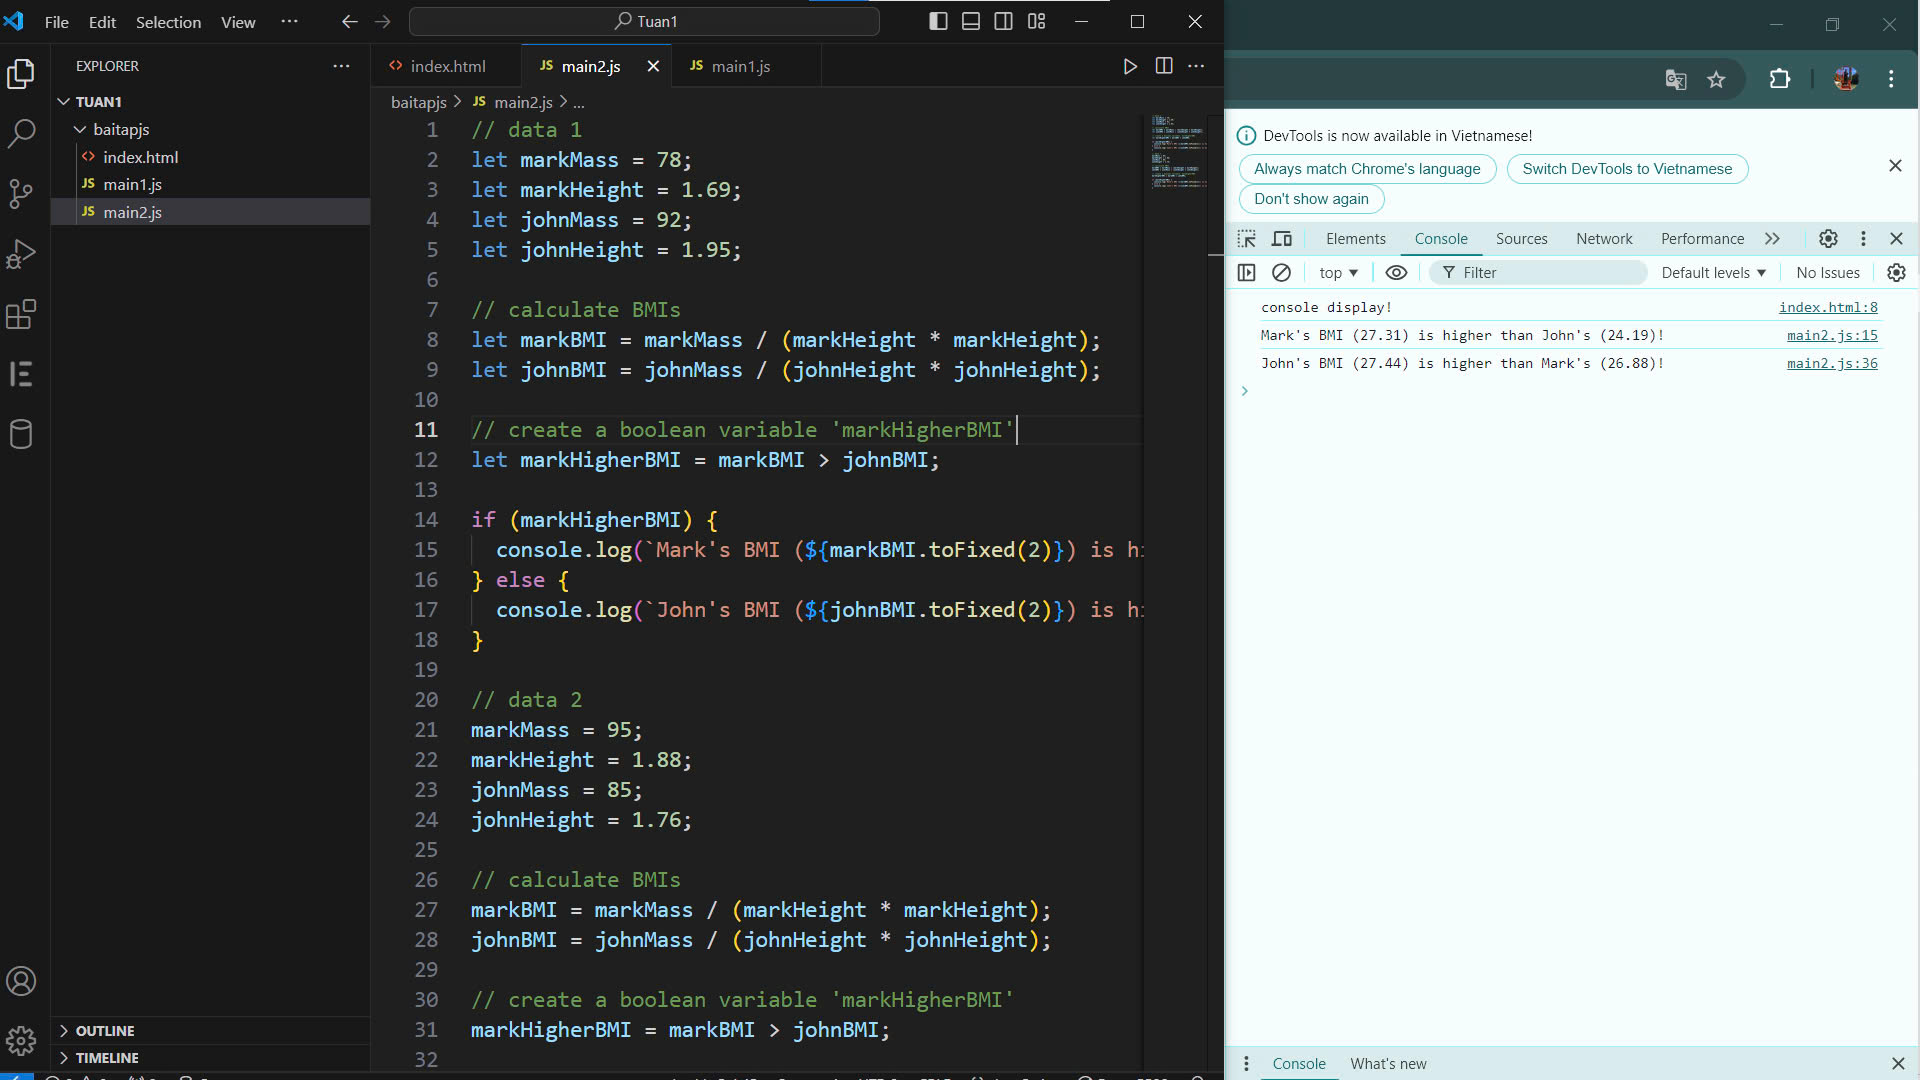 File Edit Selection View ··· Tuan1
EXPLORER ···
TUAN1
baitapjs
index.html
JS main1.js
JS main2.js
OUTLINE
TIMELINE
index.html JS main2.js JS main1.js
baitapjs > JS main2.js > ...
1 // data 1
2 let markMass = 78;
3 let markHeight = 1.69;
4 let johnMass = 92;
5 let johnHeight = 1.95;
6
7 // calculate BMIs
8 let markBMI = markMass / (markHeight * markHeight);
9 let johnBMI = johnMass / (johnHeight * johnHeight);
10
11 // create a boolean variable 'markHigherBMI'
12 let markHigherBMI = markBMI > johnBMI;
13
14 if (markHigherBMI) {
15 console.log(`Mark's BMI (${markBMI.toFixed(2)}) is hi
16 } else {
17 console.log(`John's BMI (${johnBMI.toFixed(2)}) is hi
18 }
19
20 // data 2
21 markMass = 95;
22 markHeight = 1.88;
23 johnMass = 85;
24 johnHeight = 1.76;
25
26 // calculate BMIs
27 markBMI = markMass / (markHeight * markHeight);
28 johnBMI = johnMass / (johnHeight * johnHeight);
29
30 // create a boolean variable 'markHigherBMI'
31 markHigherBMI = markBMI > johnBMI;
32
DevTools is now available in Vietnamese!
Always match Chrome's language Switch DevTools to Vietnamese
Don't show again
Elements Console Sources Network Performance
top Filter Default levels No Issues
console display! index.html:8
Mark's BMI (27.31) is higher than John's (24.19)! main2.js:15
John's BMI (27.44) is higher than Mark's (26.88)! main2.js:36
Console What's new